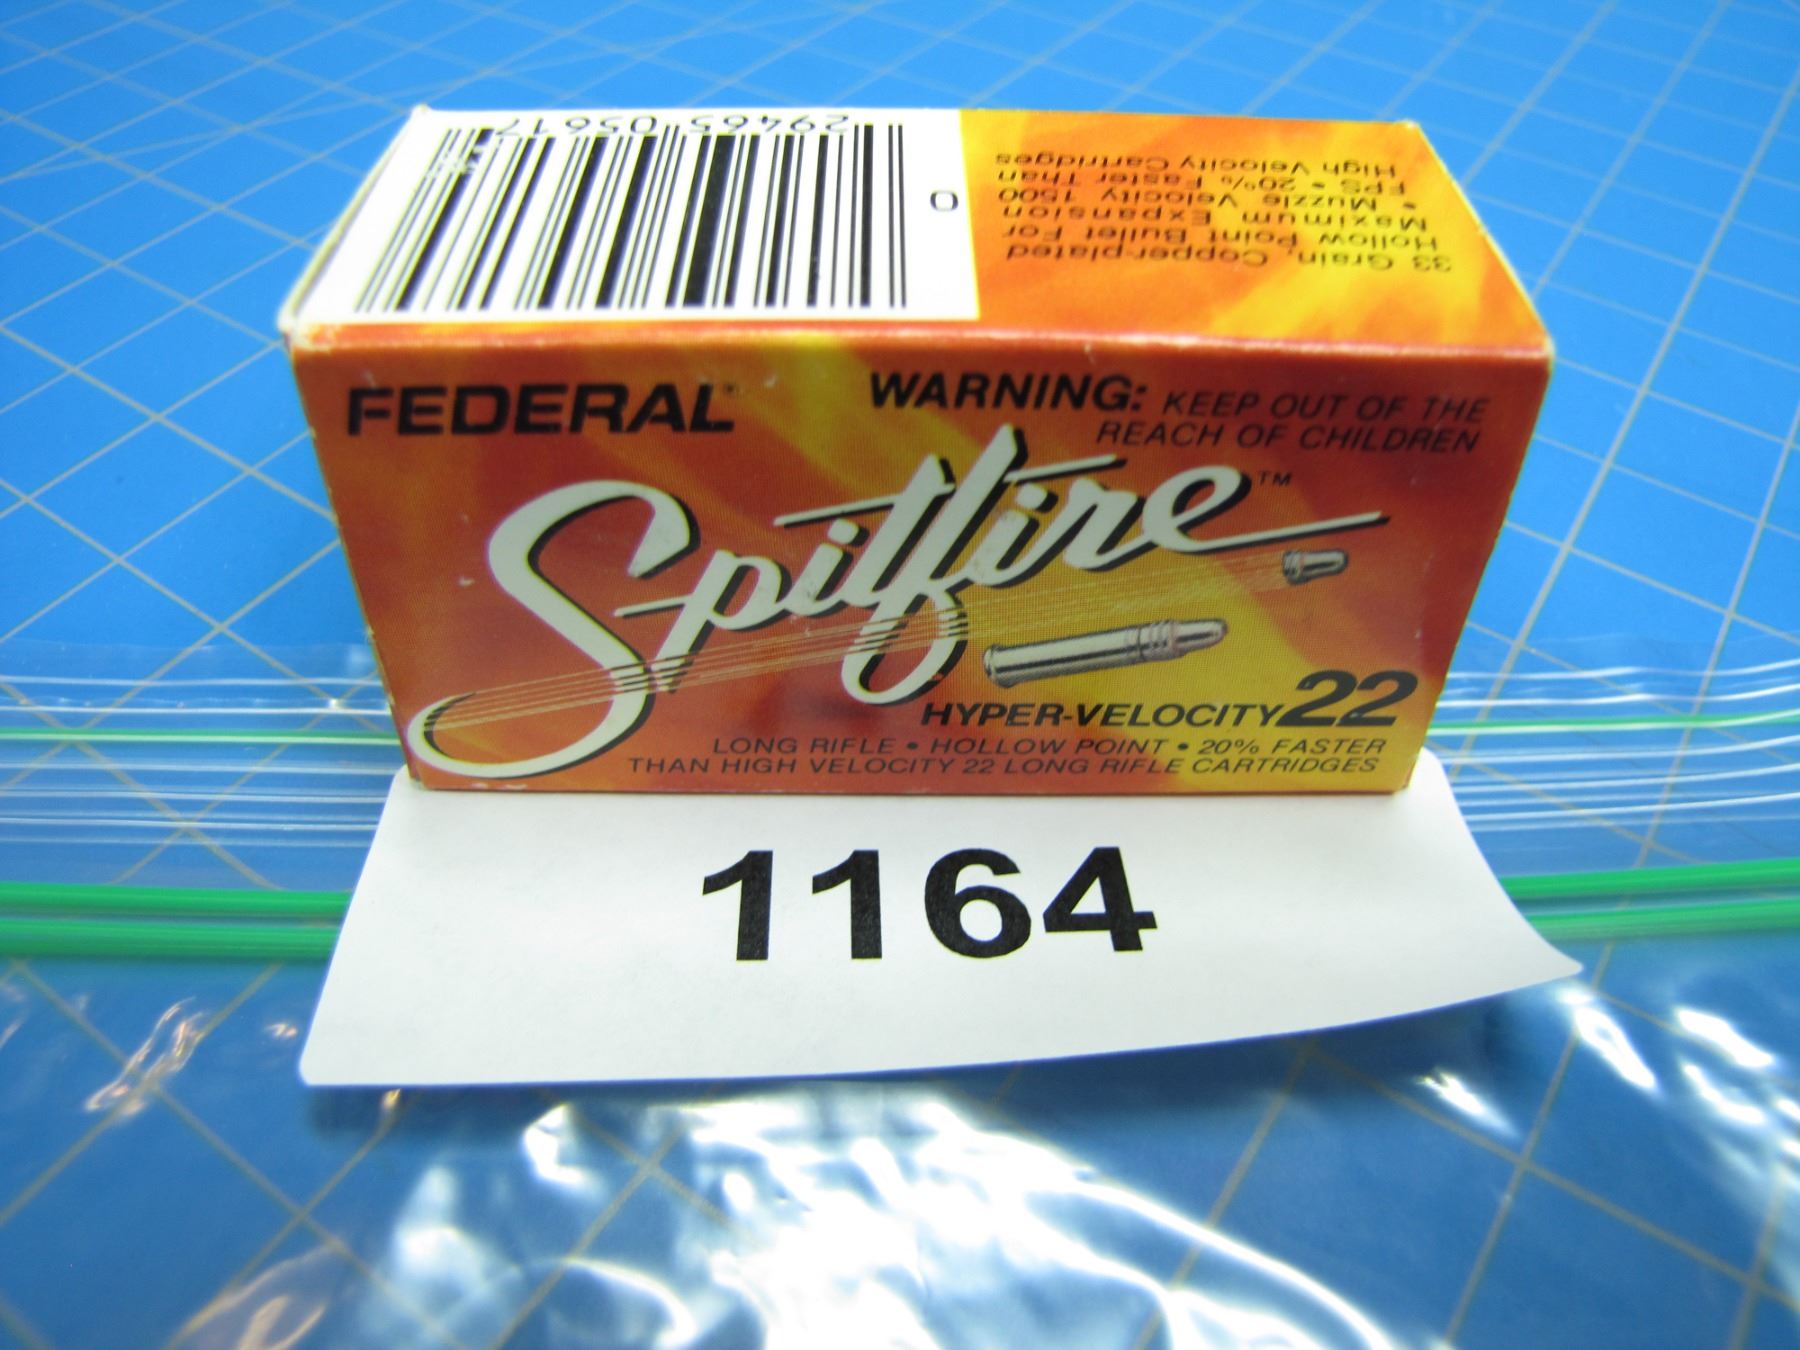 29465 05617
0
33 Grain, Copper-plated
Hollow Point Bullet For
Maximum Expansion
• Muzzle Velocity 1500
FPS • 20% Faster Than
High Velocity Cartridges
FEDERAL®
WARNING: KEEP OUT OF THE
REACH OF CHILDREN
Spitfire™
HYPER-VELOCITY 22
LONG RIFLE • HOLLOW POINT • 20% FASTER
THAN HIGH VELOCITY 22 LONG RIFLE CARTRIDGES
1164